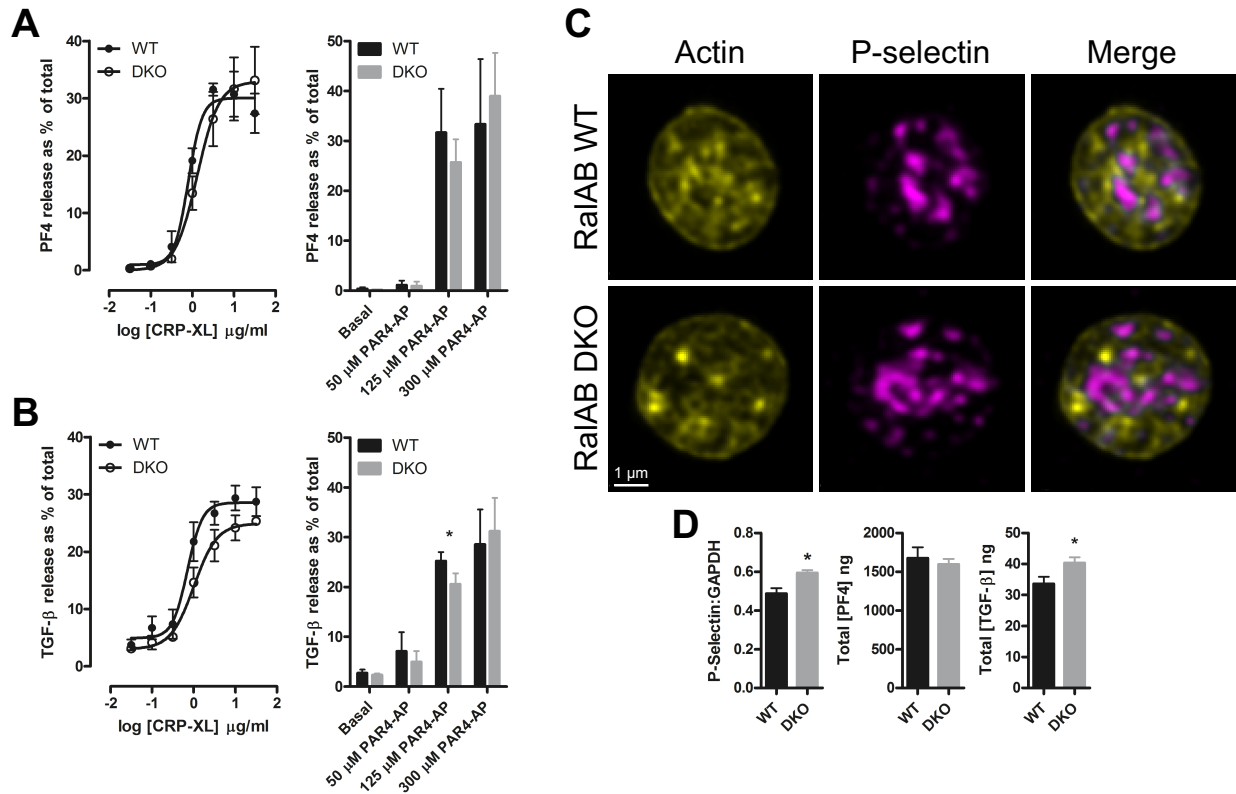 A
PF4 release as % of total
40
30
20
10
0
WT
DKO
-2 -1 0 1 2
log [CRP-XL] µg/ml
PF4 release as % of total
50
40
30
20
10
0
WT
DKO
Basal
50 µM PAR4-AP
125 µM PAR4-AP
300 µM PAR4-AP
B
TGF-β release as % of total
40
30
20
10
0
WT
DKO
-2 -1 0 1 2
log [CRP-XL] µg/ml
TGF-β release as % of total
50
40
30
20
10
0
WT
DKO
*
Basal
50 µM PAR4-AP
125 µM PAR4-AP
300 µM PAR4-AP
C
Actin P-selectin Merge
RalAB WT
RalAB DKO
1 µm
D
P-Selectin:GAPDH
0.8
0.6
0.4
0.2
0.0
*
WT
DKO
Total [PF4] ng
2000
1500
1000
500
0
WT
DKO
Total [TGF-β] ng
50
40
30
20
10
0
*
WT
DKO